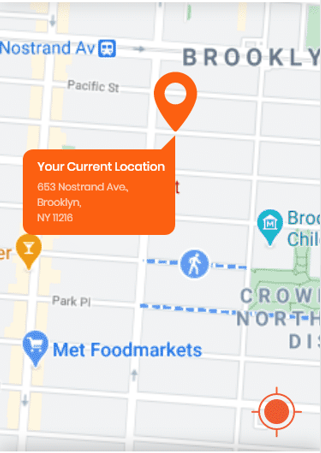 Nostrand Av
BROOKLY
Pacific St
Your Current Location
653 Nostrand Ave.,
Brooklyn,
NY 11216
t
Broo
Chil
er
CROW
NORTH
DIS
Park Pl
Met Foodmarkets